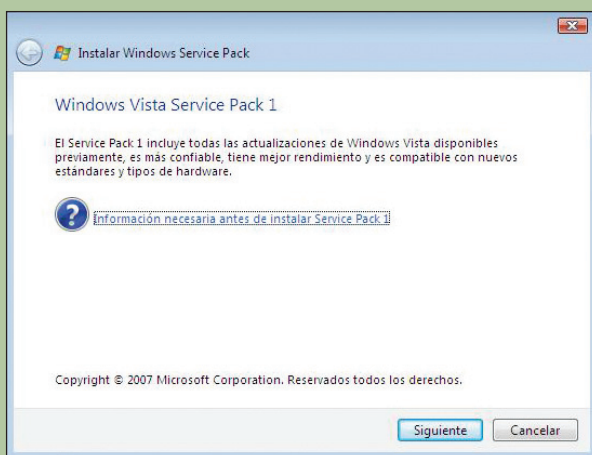 Instalar Windows Service Pack
Windows Vista Service Pack 1
El Service Pack 1 incluye todas las actualizaciones de Windows Vista disponibles
previamente, es más confiable, tiene mejor rendimiento y es compatible con nuevos
estándares y tipos de hardware.
Información necesaria antes de instalar Service Pack 1
Copyright © 2007 Microsoft Corporation. Reservados todos los derechos.
Siguiente Cancelar